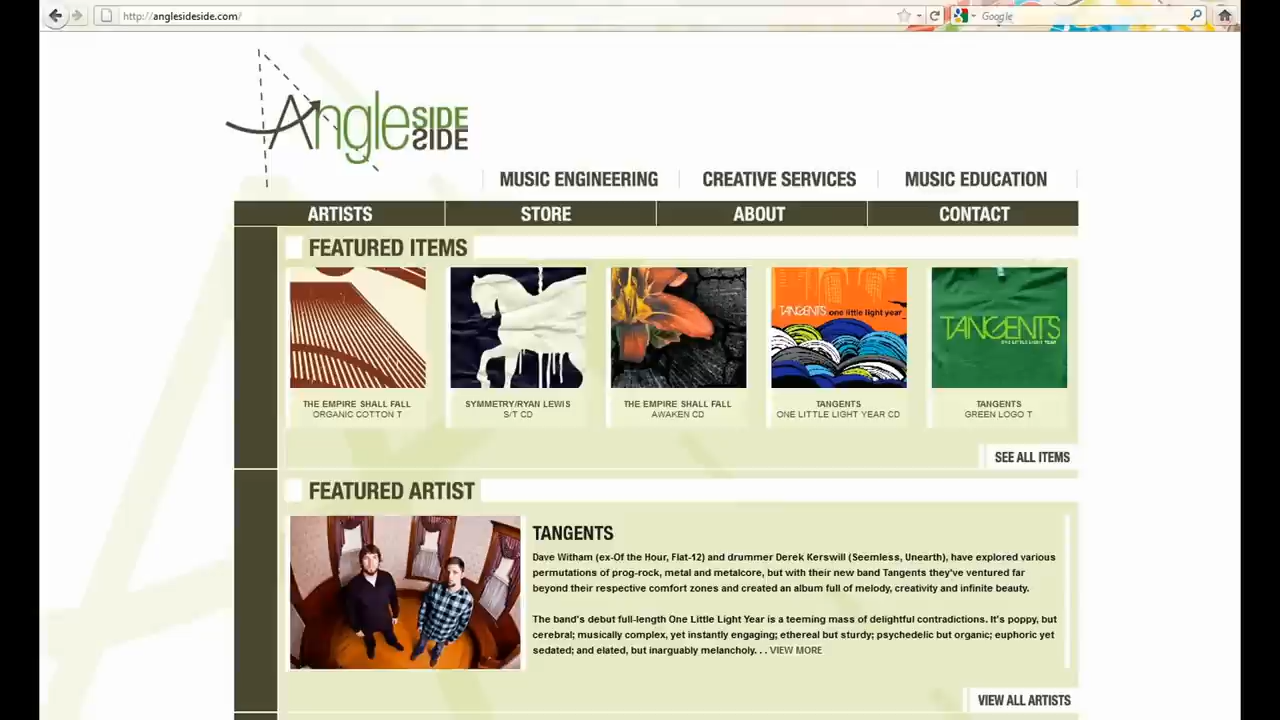 http://anglesideside.com/
Google
Angle SIDE
SIDE
MUSIC ENGINEERING
CREATIVE SERVICES
MUSIC EDUCATION
ARTISTS
STORE
ABOUT
CONTACT
FEATURED ITEMS
TANGENTS one little light year
TANGENTS
ONE LITTLE LIGHT YEAR
THE EMPIRE SHALL FALL
ORGANIC COTTON T
SYMMETRY/RYAN LEWIS
S/T CD
THE EMPIRE SHALL FALL
AWAKEN CD
TANGENTS
ONE LITTLE LIGHT YEAR CD
TANGENTS
GREEN LOGO T
SEE ALL ITEMS
FEATURED ARTIST
TANGENTS
Dave Witham (ex-Of the Hour, Flat-12) and drummer Derek Kerswill (Seemless, Unearth), have explored various
permutations of prog-rock, metal and metalcore, but with their new band Tangents they've ventured far
beyond their respective comfort zones and created an album full of melody, creativity and infinite beauty.
The band's debut full-length One Little Light Year is a teeming mass of delightful contradictions. It's poppy, but
cerebral; musically complex, yet instantly engaging; ethereal but sturdy; psychedelic but organic; euphoric yet
sedated; and elated, but inarguably melancholy. . . VIEW MORE
VIEW ALL ARTISTS